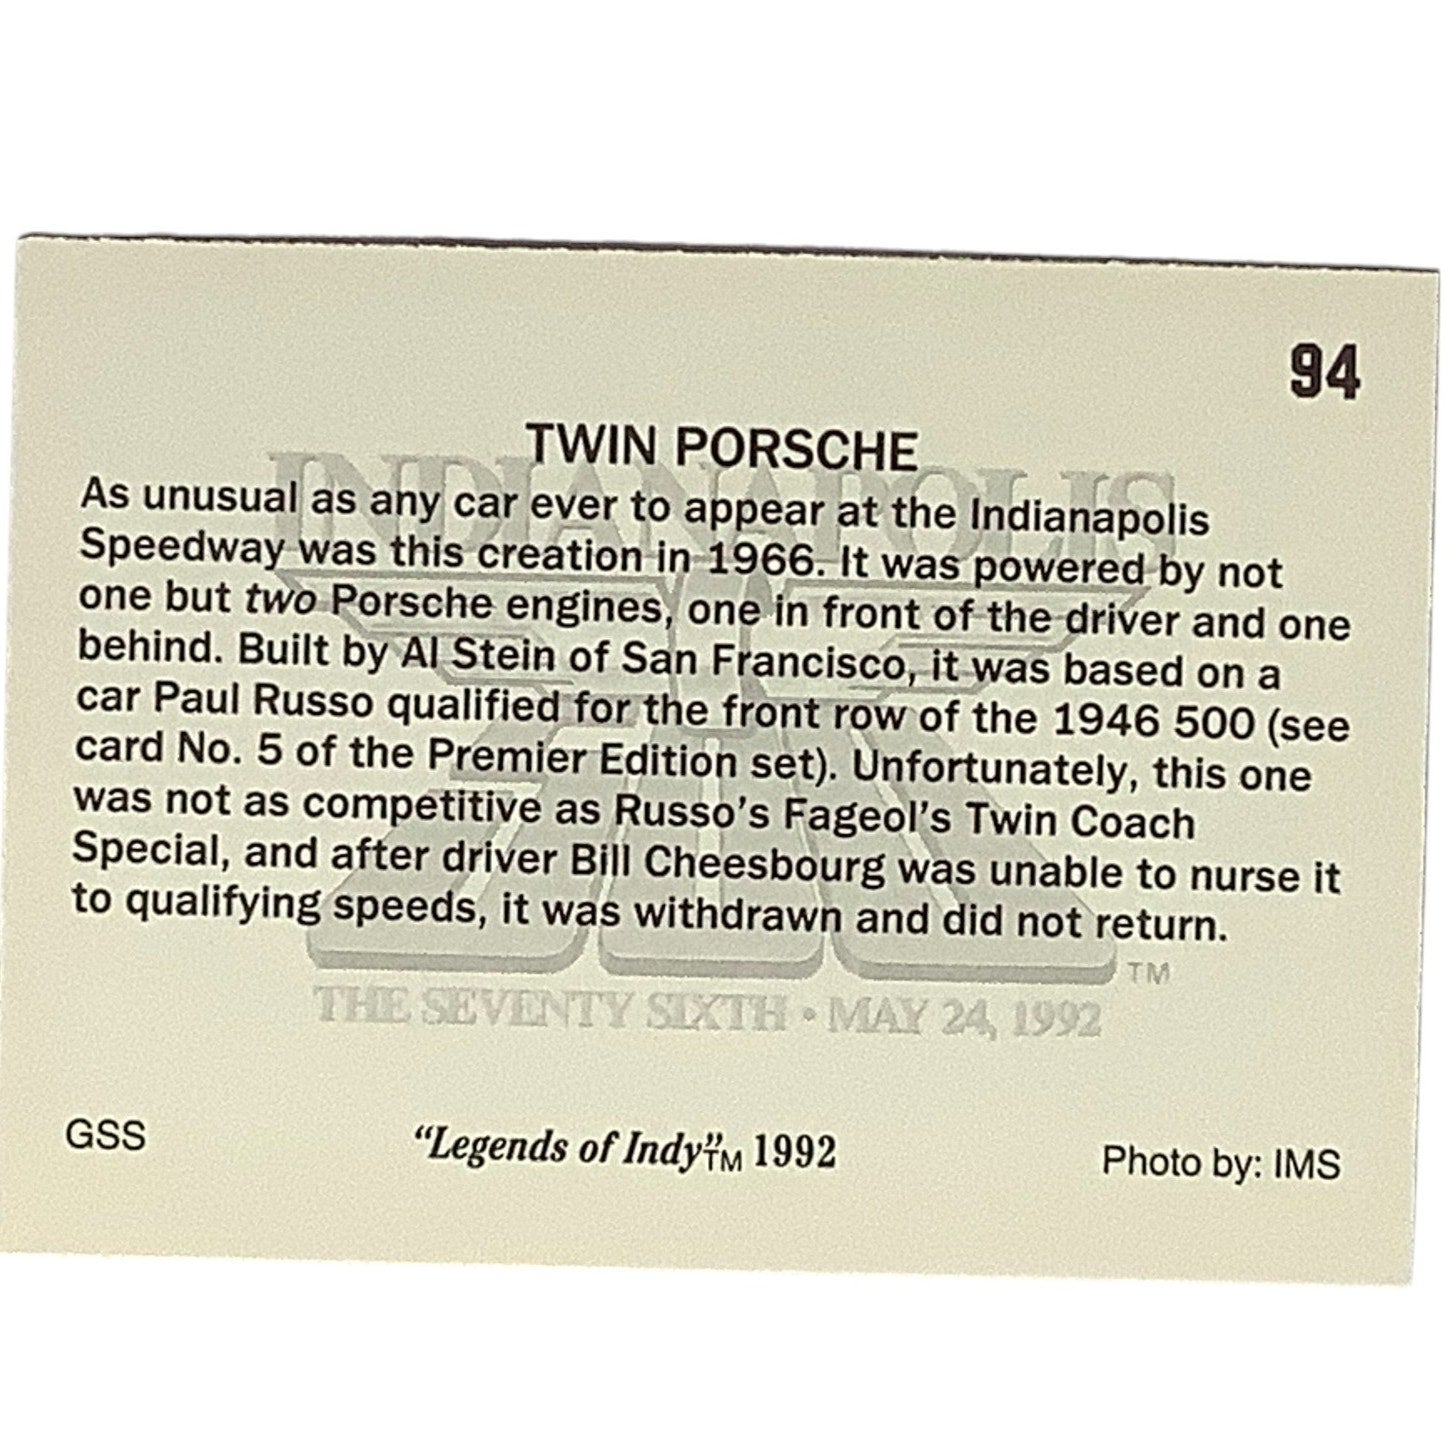 94
TWIN PORSCHE
As unusual as any car ever to appear at the Indianapolis
Speedway was this creation in 1966. It was powered by not
one but two Porsche engines, one in front of the driver and one
behind. Built by Al Stein of San Francisco, it was based on a
car Paul Russo qualified for the front row of the 1946 500 (see
card No. 5 of the Premier Edition set). Unfortunately, this one
was not as competitive as Russo's Fageol's Twin Coach
Special, and after driver Bill Cheesbourg was unable to nurse it
to qualifying speeds, it was withdrawn and did not return.
INDIANAPOLIS
500
TM
THE SEVENTY SIXTH • MAY 24, 1992
GSS
“Legends of Indy”TM 1992
Photo by: IMS